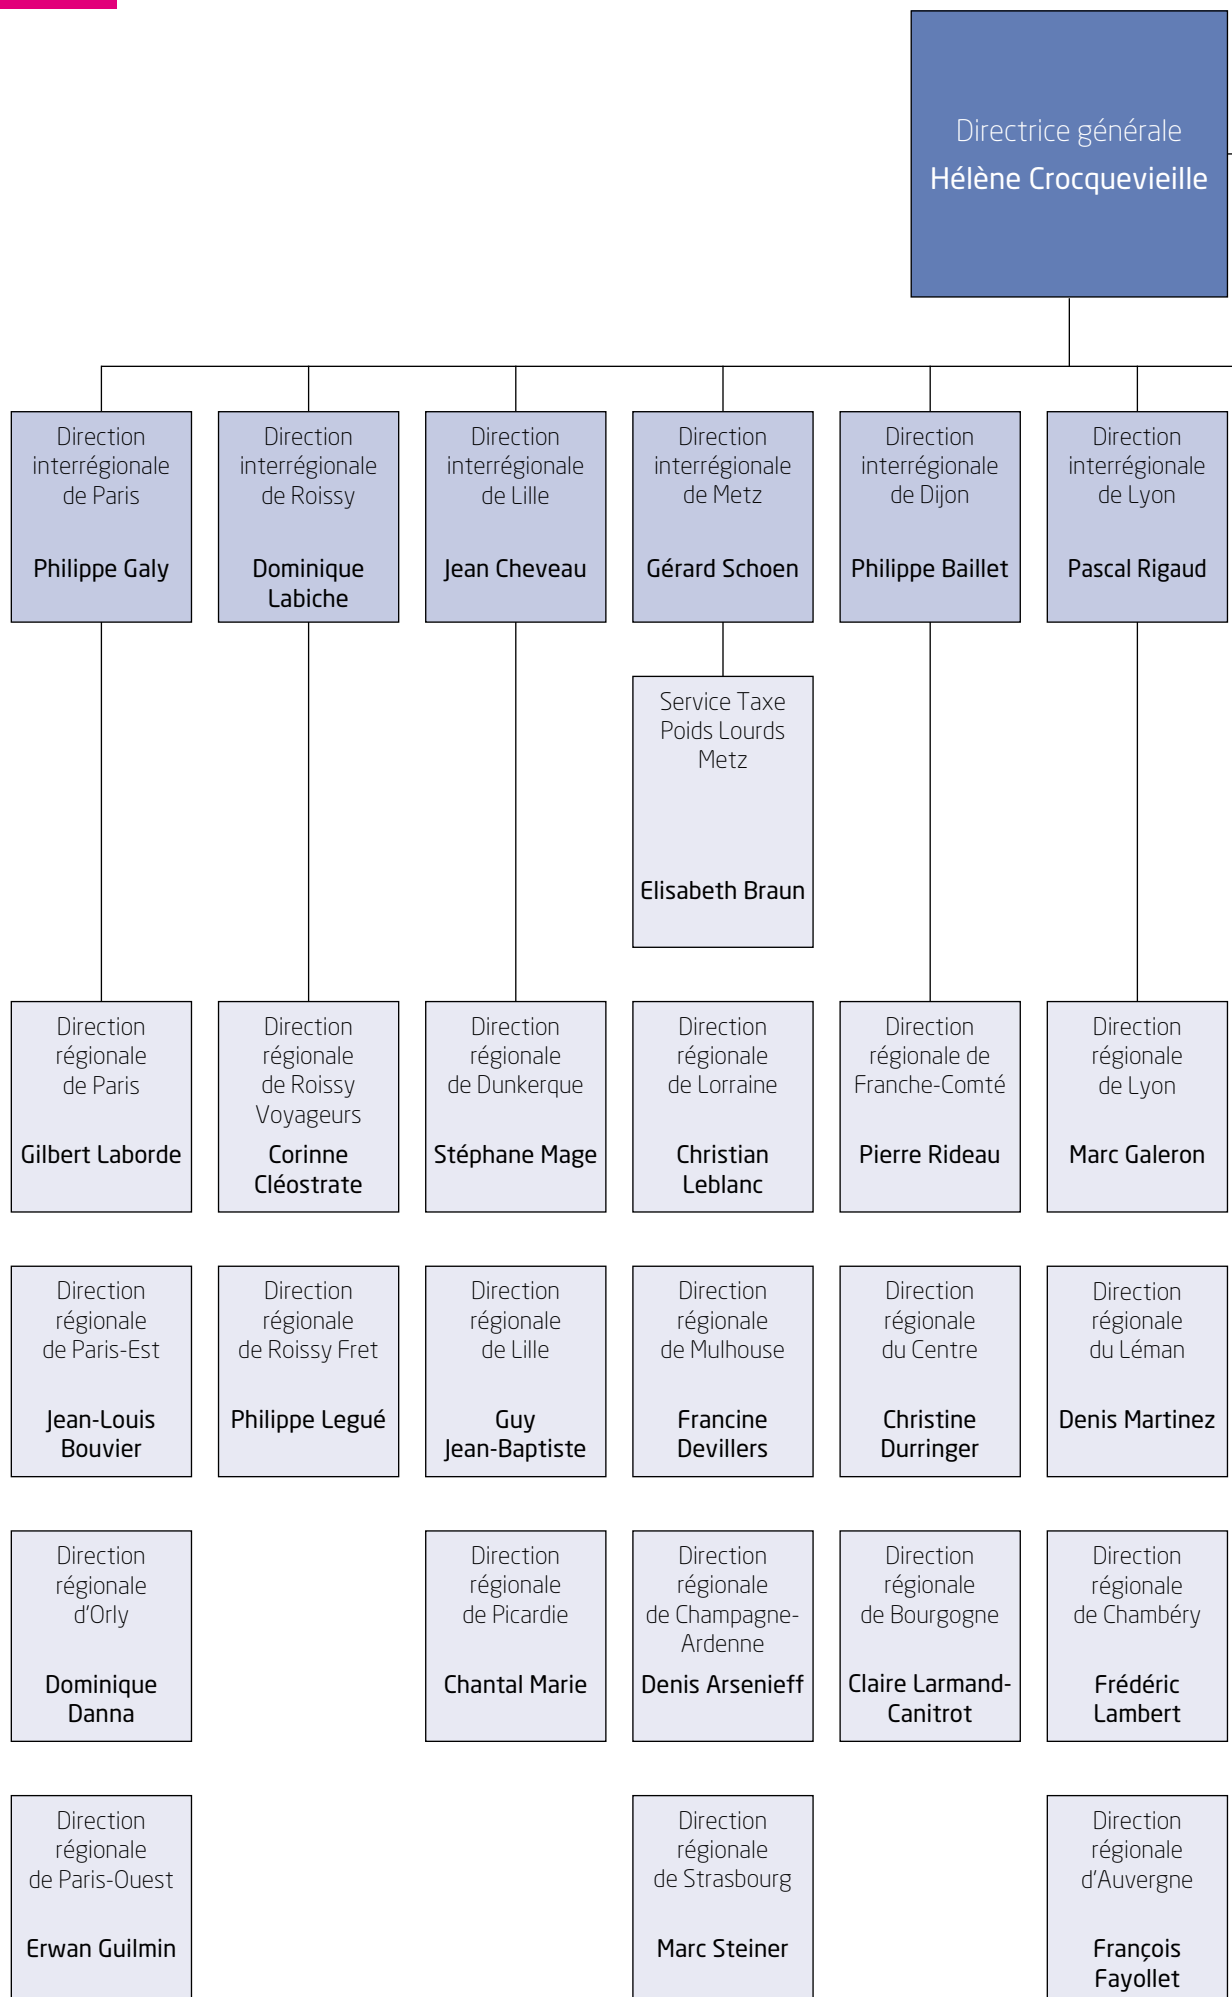 Directrice générale
Hélène Crocquevieille
Direction
interrégionale
de Paris
Philippe Galy
Direction
interrégionale
de Roissy
Dominique
Labiche
Direction
interrégionale
de Lille
Jean Cheveau
Direction
interrégionale
de Metz
Gérard Schoen
Direction
interrégionale
de Dijon
Philippe Baillet
Direction
interrégionale
de Lyon
Pascal Rigaud
Service Taxe
Poids Lourds
Metz
Elisabeth Braun
Direction
régionale
de Paris
Gilbert Laborde
Direction
régionale
de Roissy
Voyageurs
Corinne
Cléostrate
Direction
régionale
de Dunkerque
Stéphane Mage
Direction
régionale
de Lorraine
Christian
Leblanc
Direction
régionale de
Franche-Comté
Pierre Rideau
Direction
régionale
de Lyon
Marc Galeron
Direction
régionale
de Paris-Est
Jean-Louis
Bouvier
Direction
régionale
de Roissy Fret
Philippe Legué
Direction
régionale
de Lille
Guy
Jean-Baptiste
Direction
régionale
de Mulhouse
Francine
Devillers
Direction
régionale
du Centre
Christine
Durringer
Direction
régionale
du Léman
Denis Martinez
Direction
régionale
d'Orly
Dominique
Danna
Direction
régionale
de Picardie
Chantal Marie
Direction
régionale
de Champagne-
Ardenne
Denis Arsenieff
Direction
régionale
de Bourgogne
Claire Larmand-
Canitrot
Direction
régionale
de Chambéry
Frédéric
Lambert
Direction
régionale
de Paris-Ouest
Erwan Guilmin
Direction
régionale
de Strasbourg
Marc Steiner
Direction
régionale
d'Auvergne
François
Fayollet